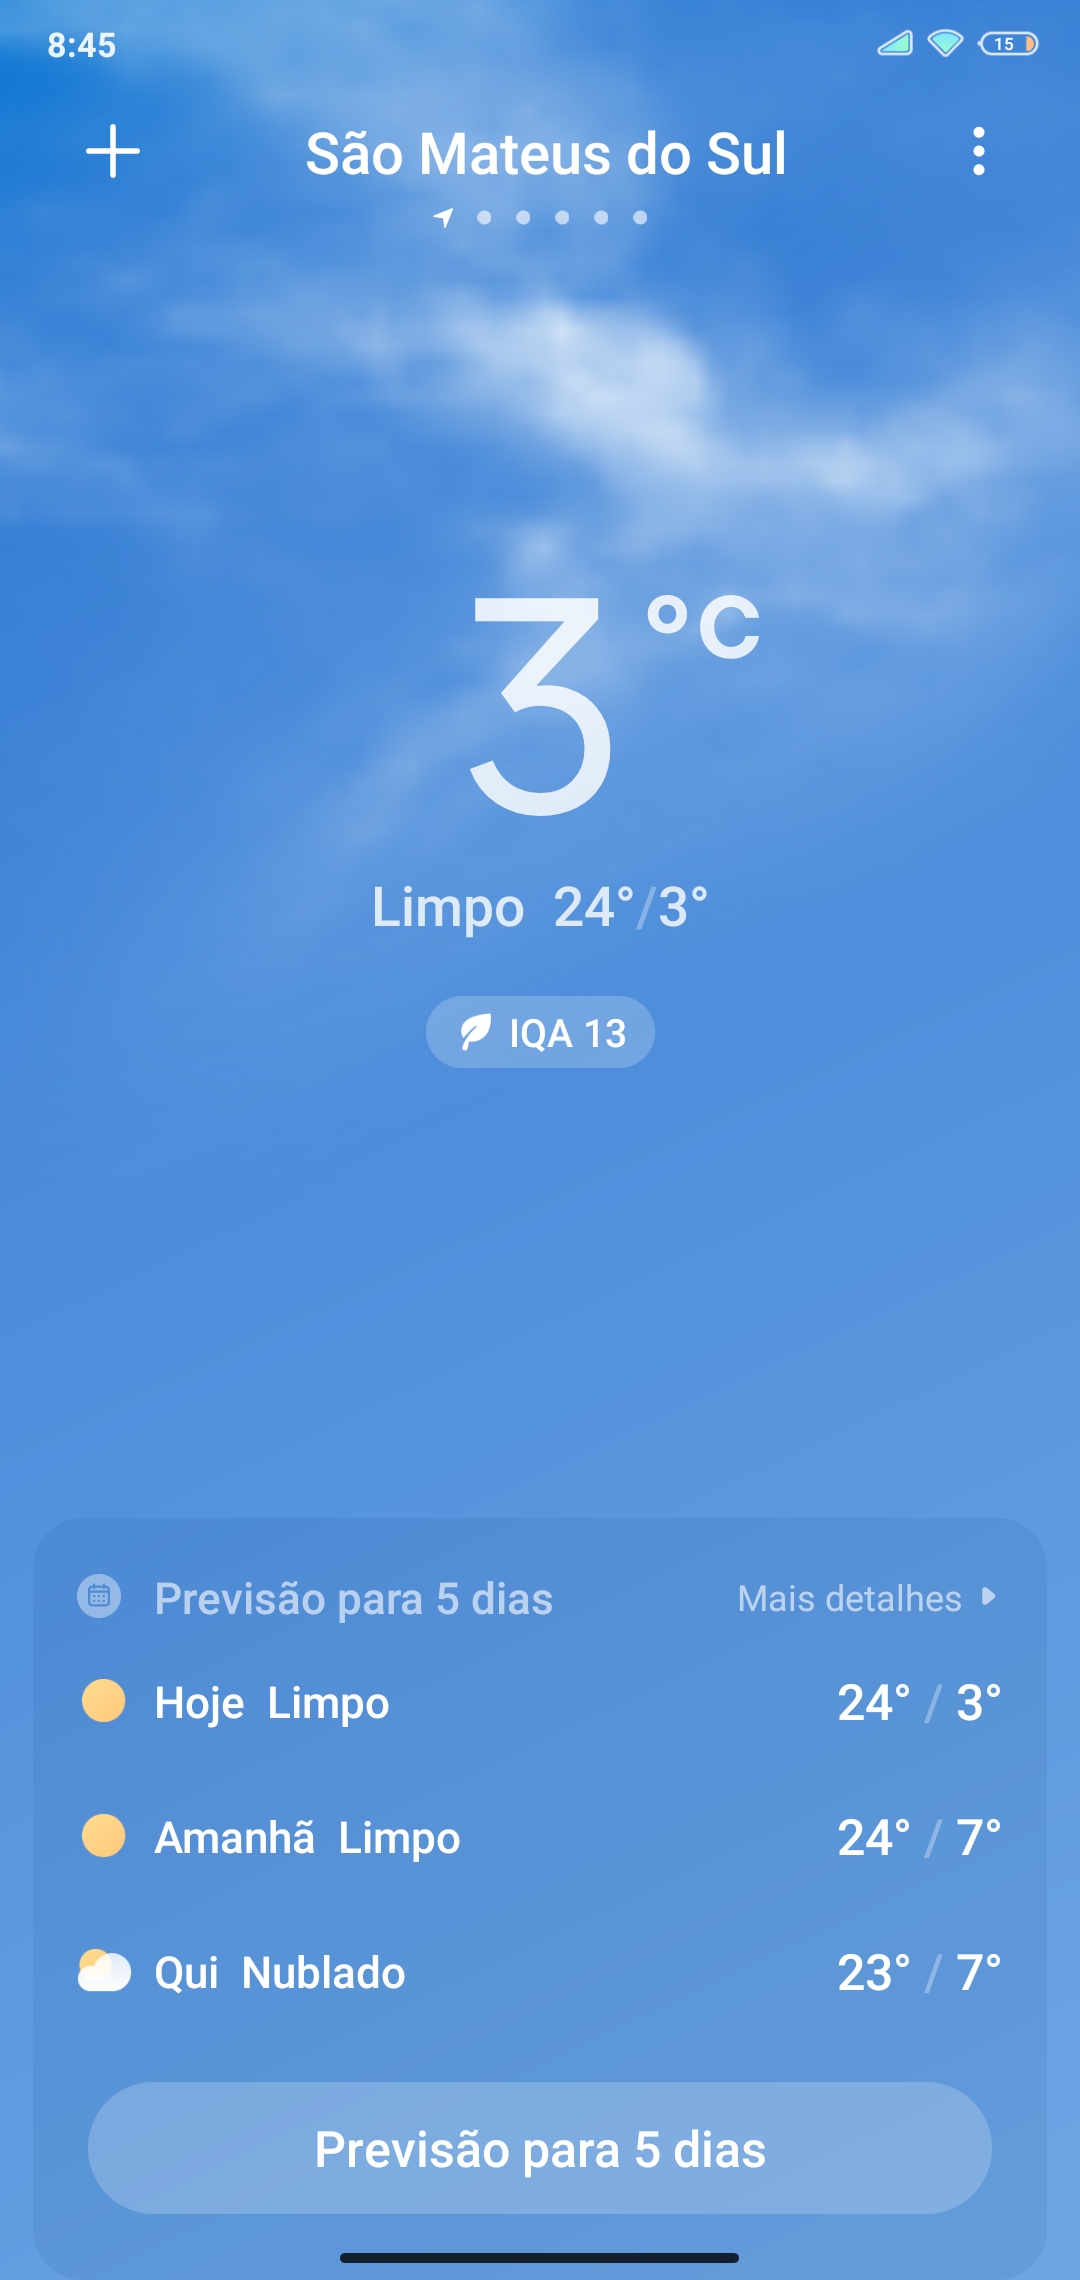 8:45 15
São Mateus do Sul
3 °C
Limpo 24°/3°
IQA 13
Previsão para 5 dias Mais detalhes
Hoje Limpo 24° / 3°
Amanhã Limpo 24° / 7°
Qui Nublado 23° / 7°
Previsão para 5 dias